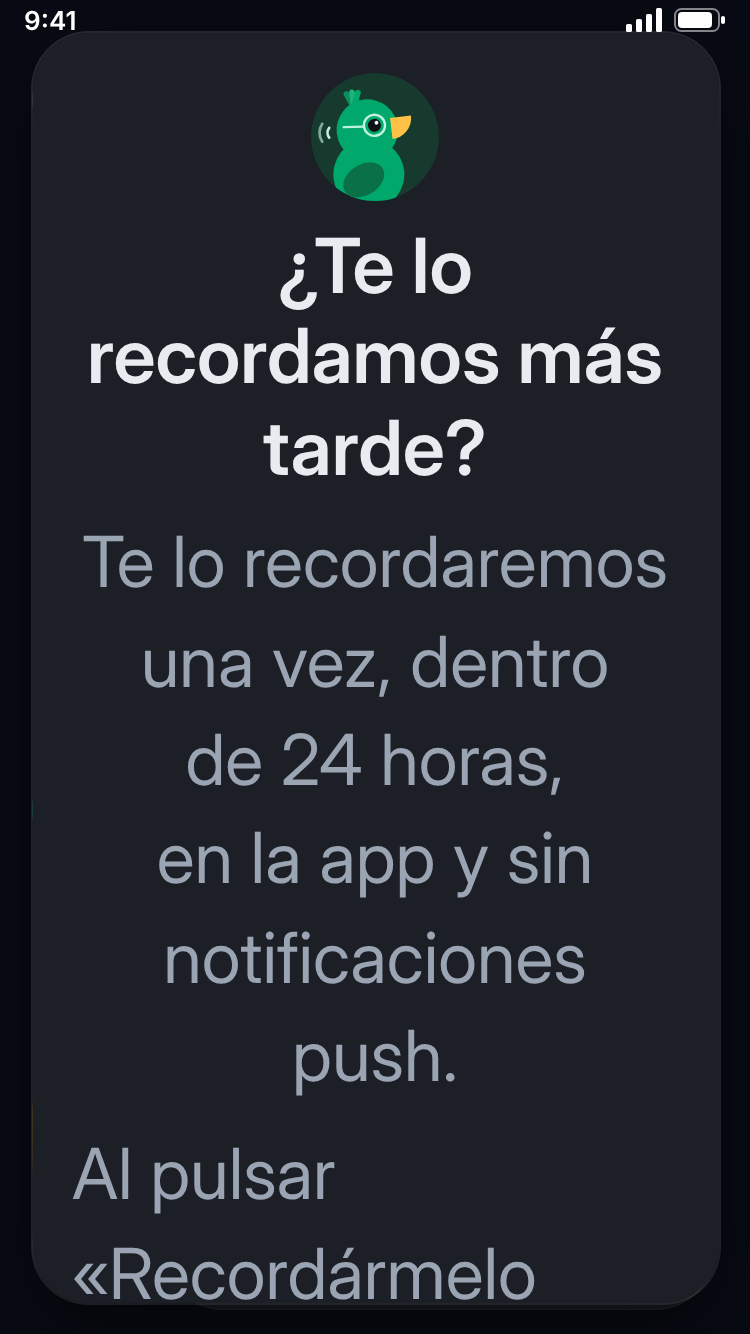 9:41
¿Te lo
recordamos más
tarde?
Te lo recordaremos
una vez, dentro
de 24 horas,
en la app y sin
notificaciones
push.
Al pulsar
«Recordármelo